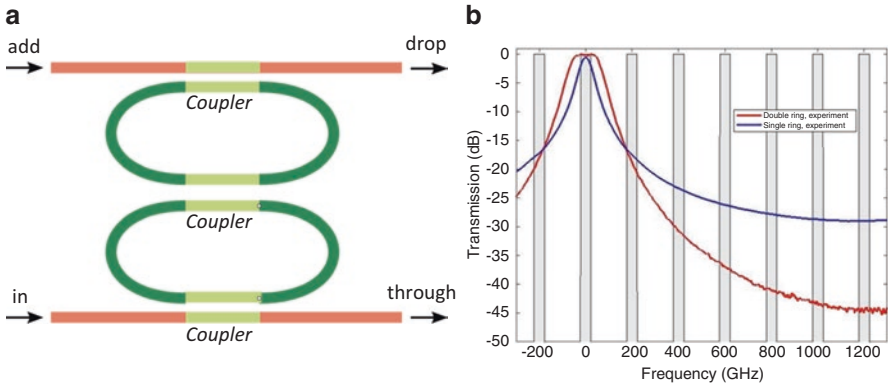 a
add
drop
Coupler
Coupler
in
through
Coupler
b
0
-5
-10
-15
-20
-25
-30
-35
-40
-45
-50
Transmission (dB)
Double ring, experiment
Single ring, experiment
-200 0 200 400 600 800 1000 1200
Frequency (GHz)